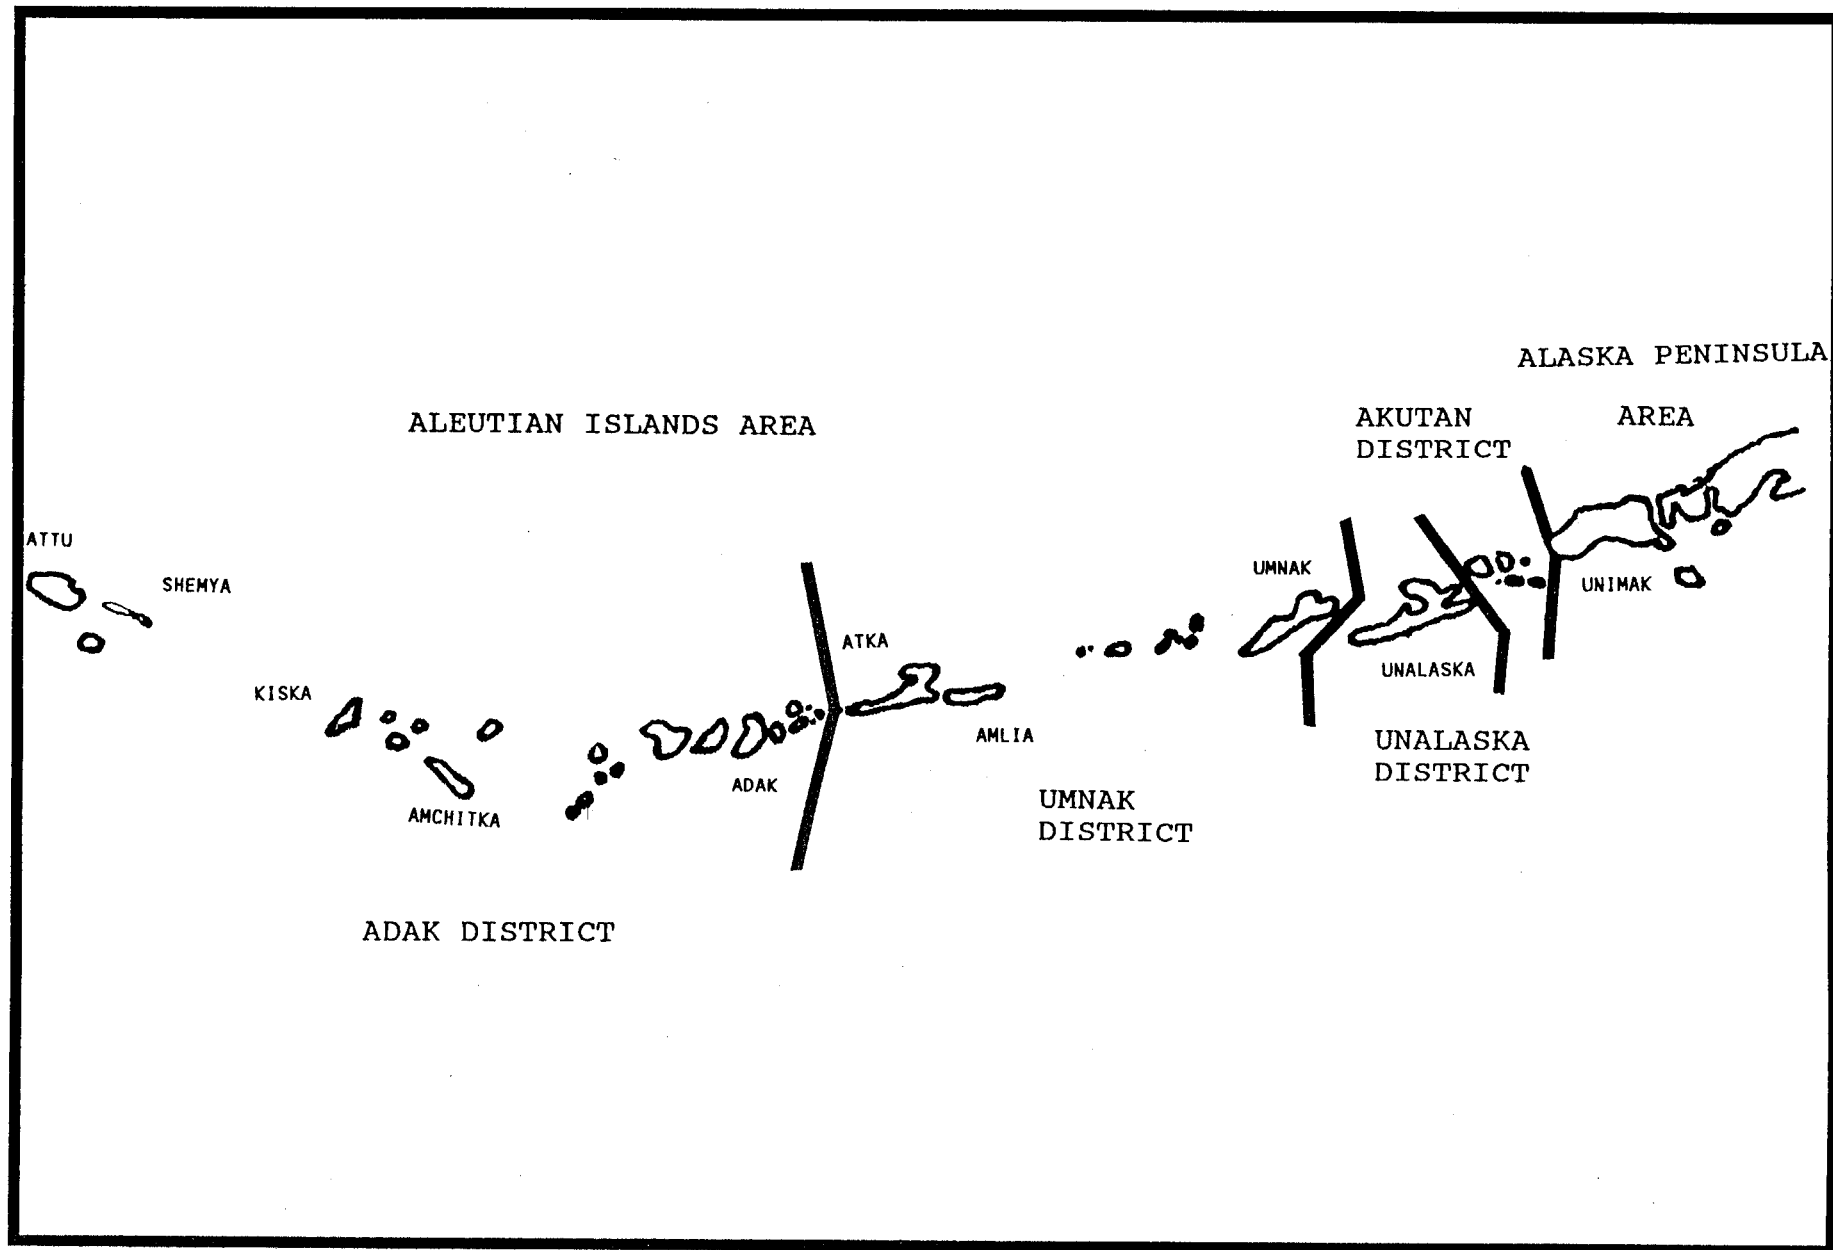 ALASKA PENINSULA
AREA
AKUTAN
DISTRICT
ALEUTIAN ISLANDS AREA
ATTU
SHEMYA
UMNAK
UNIMAK
ATKA
UNALASKA
KISKA
AMLIA
UNALASKA
DISTRICT
ADAK
UMNAK
DISTRICT
AMCHITKA
ADAK DISTRICT